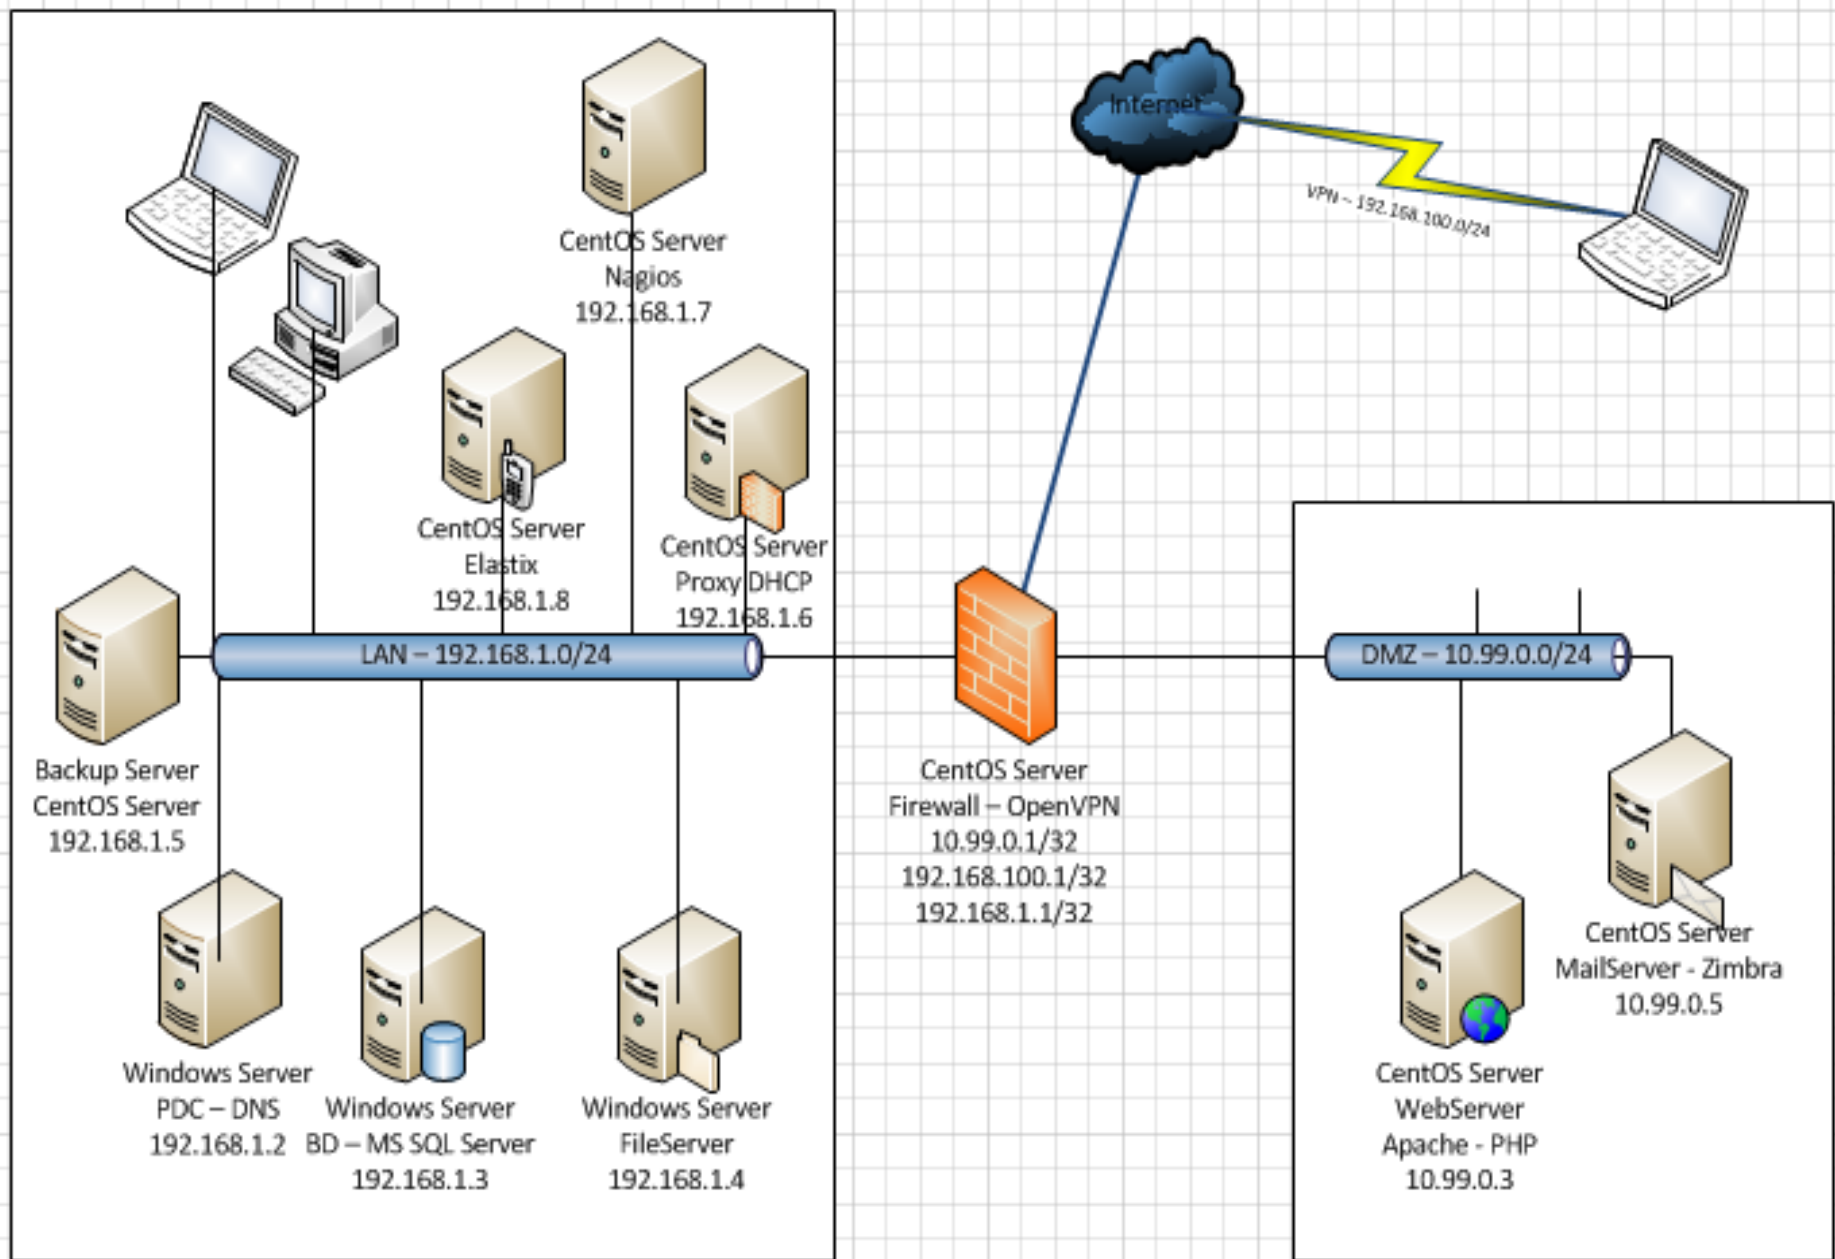 Internet
VPN – 192.168.100.0/24
CentOS Server
Nagios
192.168.1.7
CentOS Server
Elastix
192.168.1.8
CentOS Server
Proxy DHCP
192.168.1.6
LAN – 192.168.1.0/24
DMZ – 10.99.0.0/24
Backup Server
CentOS Server
192.168.1.5
CentOS Server
Firewall – OpenVPN
10.99.0.1/32
192.168.100.1/32
192.168.1.1/32
CentOS Server
MailServer - Zimbra
10.99.0.5
Windows Server
PDC – DNS
192.168.1.2
Windows Server
BD – MS SQL Server
192.168.1.3
Windows Server
FileServer
192.168.1.4
CentOS Server
WebServer
Apache - PHP
10.99.0.3